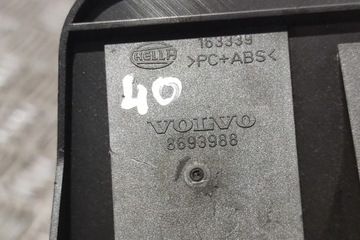 HELLA
163339
>PC+ABS<
40
VOLVO
8693988